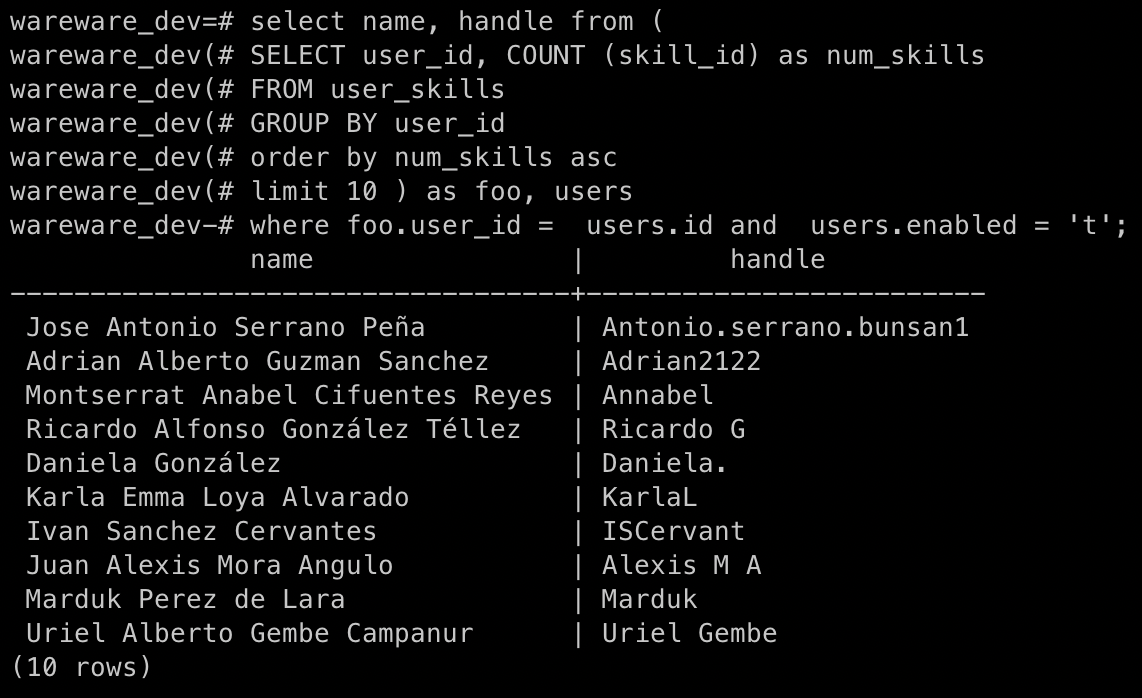 wareware_dev=# select name, handle from (
wareware_dev(# SELECT user_id, COUNT (skill_id) as num_skills
wareware_dev(# FROM user_skills
wareware_dev(# GROUP BY user_id
wareware_dev(# order by num_skills asc
wareware_dev(# limit 10 ) as foo, users
wareware_dev-# where foo.user_id =  users.id and  users.enabled = 't';
               name                |         handle
-----------------------------------+-------------------------
 Jose Antonio Serrano Peña         | Antonio.serrano.bunsan1
 Adrian Alberto Guzman Sanchez     | Adrian2122
 Montserrat Anabel Cifuentes Reyes | Annabel
 Ricardo Alfonso González Téllez   | Ricardo G
 Daniela González                  | Daniela.
 Karla Emma Loya Alvarado          | KarlaL
 Ivan Sanchez Cervantes            | ISCervant
 Juan Alexis Mora Angulo           | Alexis M A
 Marduk Perez de Lara              | Marduk
 Uriel Alberto Gembe Campanur      | Uriel Gembe
(10 rows)